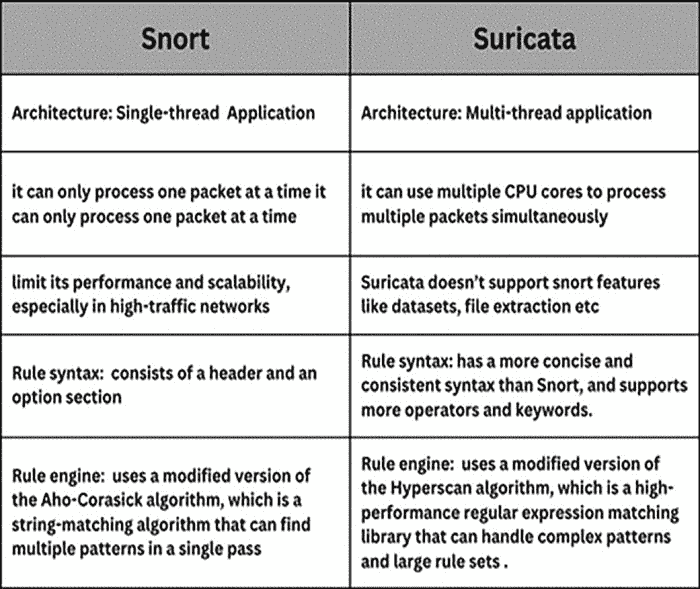 Snort
Suricata
Architecture: Single-thread Application
Architecture: Multi-thread application
it can only process one packet at a time it
can only process one packet at a time
it can use multiple CPU cores to process
multiple packets simultaneously
limit its performance and scalability,
especially in high-traffic networks
Suricata doesn't support snort features
like datasets, file extraction etc
Rule syntax: consists of a header and an
option section
Rule syntax: has a more concise and
consistent syntax than Snort, and supports
more operators and keywords.
Rule engine: uses a modified version of
the Aho-Corasick algorithm, which is a
string-matching algorithm that can find
multiple patterns in a single pass
Rule engine: uses a modified version of
the Hyperscan algorithm, which is a high-
performance regular expression matching
library that can handle complex patterns
and large rule sets .